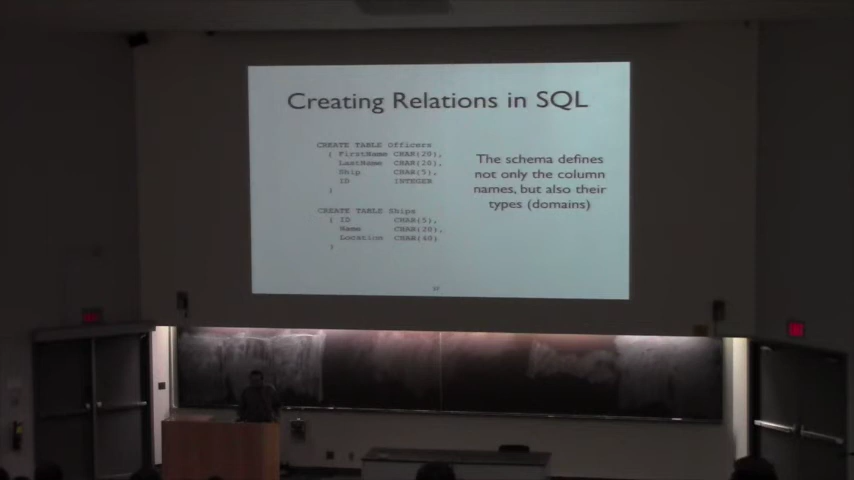 Creating Relations in SQL
CREATE TABLE Officers
( FirstName CHAR(20),
LastName CHAR(20),
Ship CHAR(5),
ID INTEGER
)
The schema defines
not only the column
names, but also their
types (domains)
CREATE TABLE Ships
( ID CHAR(5),
Name CHAR(20),
Location CHAR(40)
)